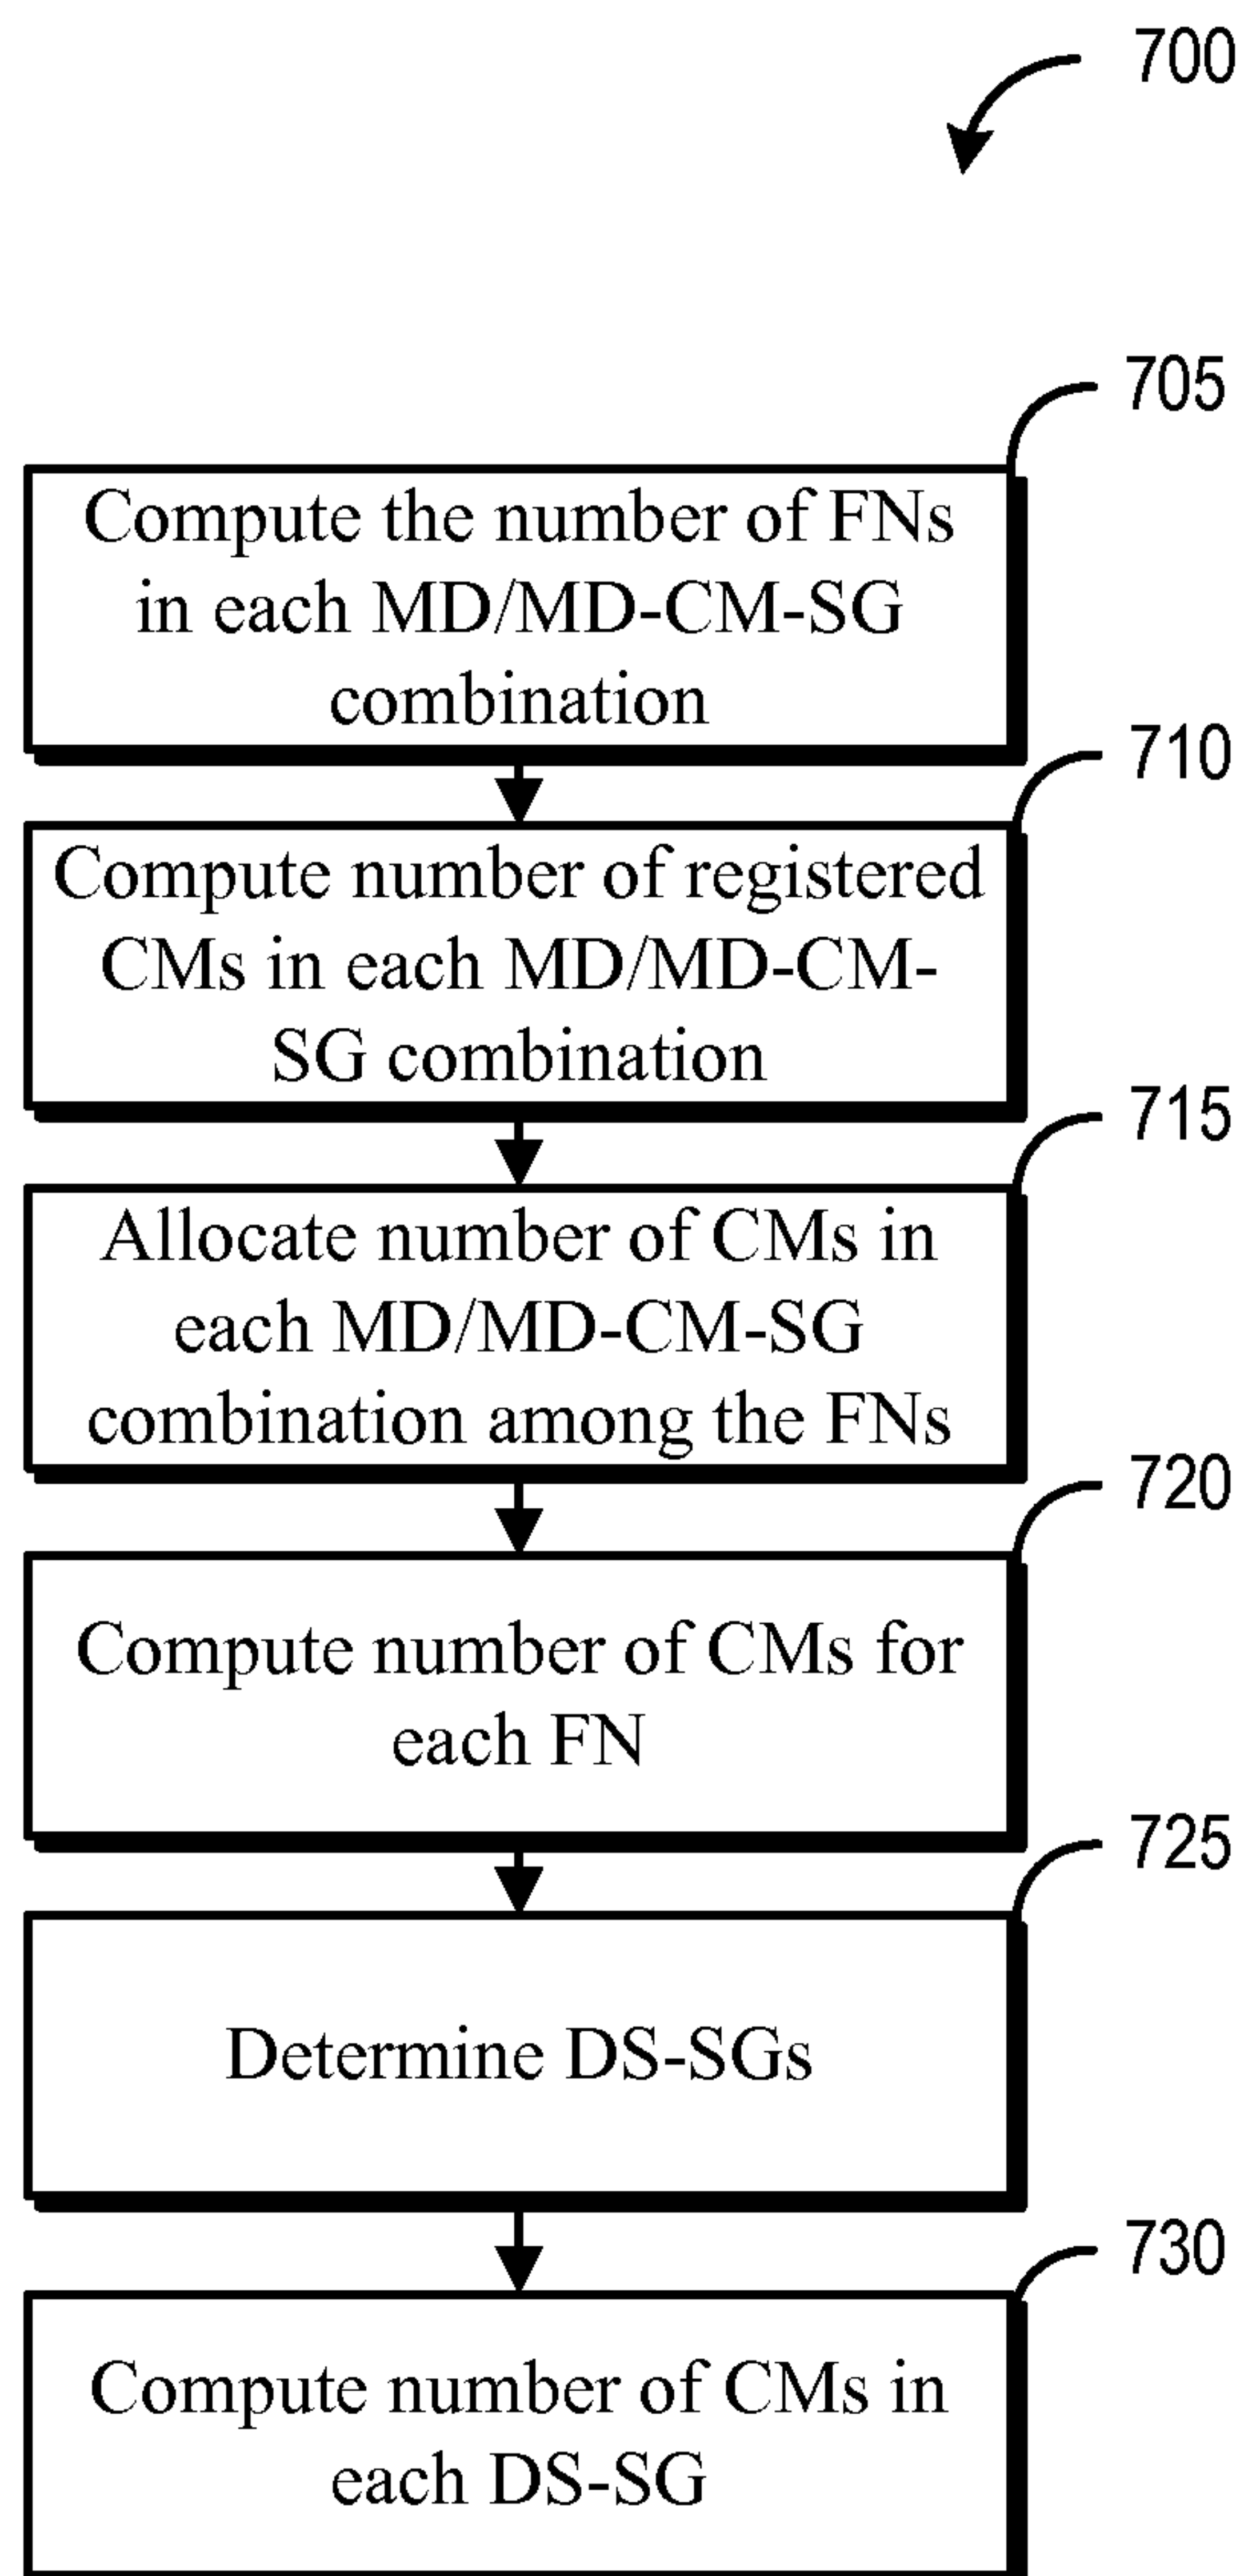 700
705
Compute the number of FNs
in each MD/MD-CM-SG
combination
710
Compute number of registered
CMs in each MD/MD-CM-
SG combination
715
Allocate number of CMs in
each MD/MD-CM-SG
combination among the FNs
720
Compute number of CMs for
each FN
725
Determine DS-SGs
730
Compute number of CMs in
each DS-SG